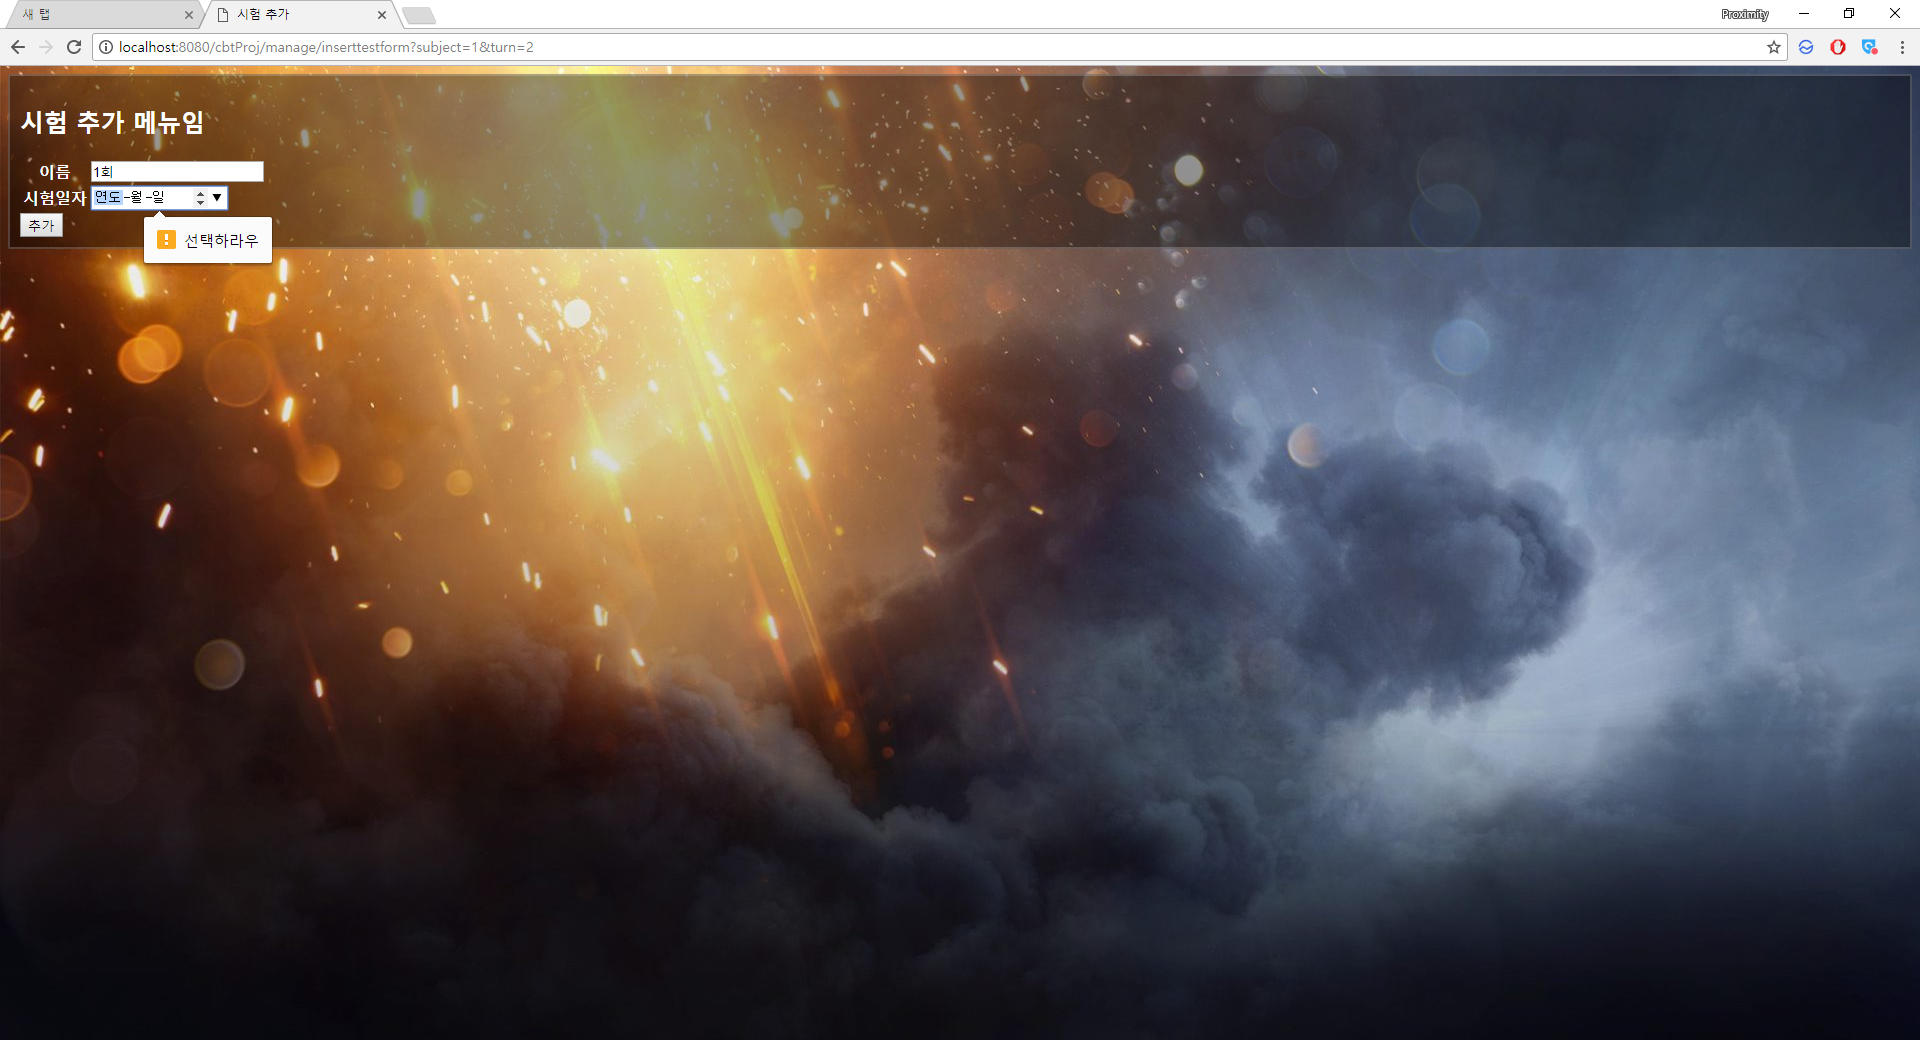 새 탭
시험 추가
Proximity
localhost:8080/cbtProj/manage/inserttestform?subject=1&turn=2
시험 추가 메뉴임
이름 1회
시험일자 연도-월-일
추가
선택하라우